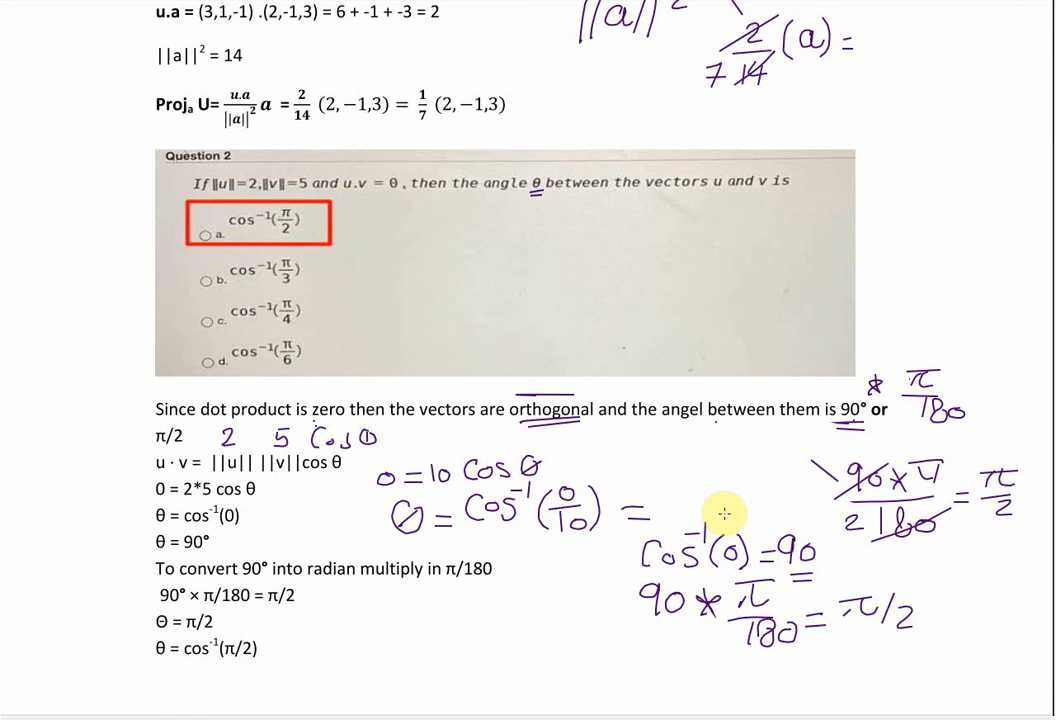 u.a = (3,1,-1) .(2,-1,3) = 6 + -1 + -3 = 2
||a||²
2/14 (a) =
7
||a||² = 14
Projₐ U= u.a/||a||² a = 2/14 (2,−1,3) = 1/7 (2,−1,3)
Question 2
If ‖u‖=2,‖v‖=5 and u.v = θ, then the angle θ between the vectors u and v is
a. cos⁻¹(π/2)
b. cos⁻¹(π/3)
c. cos⁻¹(π/4)
d. cos⁻¹(π/6)
* π/180
Since dot product is zero then the vectors are orthogonal and the angel between them is 90° or
π/2
2 5 Cos θ
u · v = ||u|| ||v||cos θ
0 = 10 Cos θ
90*π/180 = π/2
2
0 = 2*5 cos θ
θ = Cos⁻¹(0/10) =
θ = cos⁻¹(0)
θ = 90°
Cos⁻¹(0) = 90
To convert 90° into radian multiply in π/180
90 * π/180 = π/2
90° × π/180 = π/2
Θ = π/2
θ = cos⁻¹(π/2)